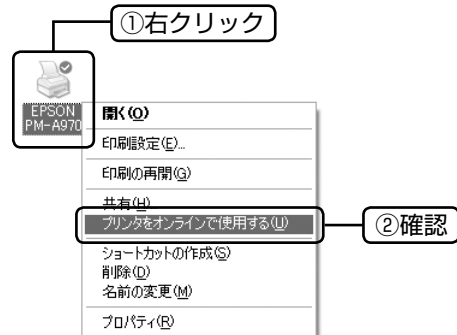 ①右クリック
EPSON
PM-A970
開く(O)
印刷設定(E)...
印刷の再開(G)
共有(H)...
プリンタをオンラインで使用する(U)
②確認
ショートカットの作成(S)
削除(D)
名前の変更(M)
プロパティ(R)